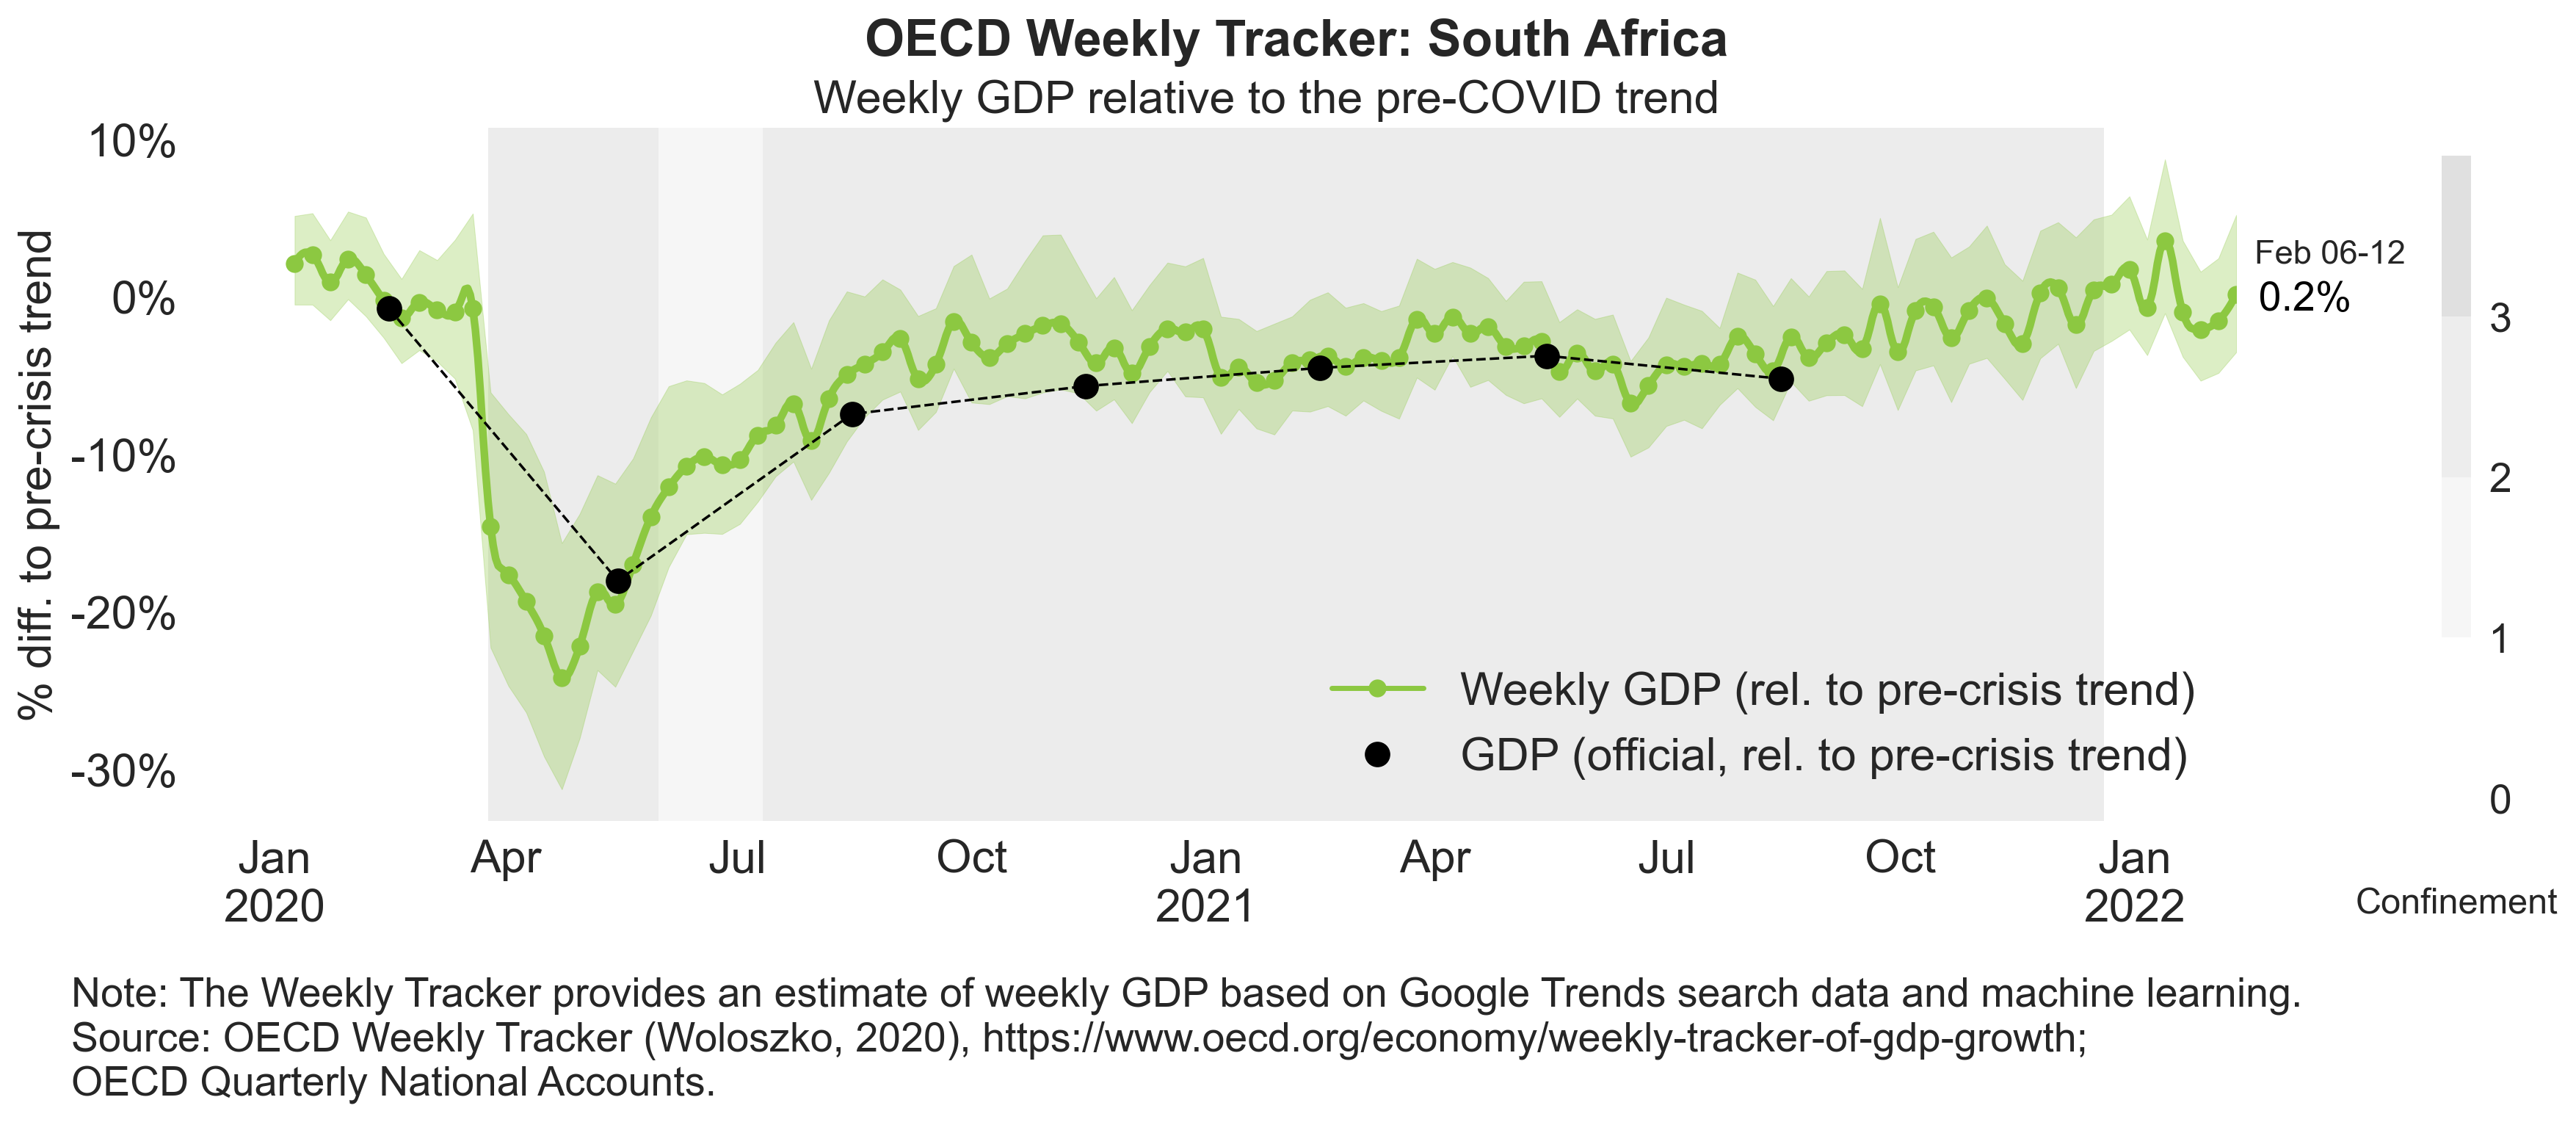 OECD Weekly Tracker: South Africa
Weekly GDP relative to the pre-COVID trend
% diff. to pre-crisis trend
10%
0%
-10%
-20%
-30%
Feb 06-12
0.2%
3
2
1
0
Confinement
Weekly GDP (rel. to pre-crisis trend)
GDP (official, rel. to pre-crisis trend)
Jan Apr Jul Oct Jan Apr Jul Oct Jan
2020 2021 2022
Note: The Weekly Tracker provides an estimate of weekly GDP based on Google Trends search data and machine learning.
Source: OECD Weekly Tracker (Woloszko, 2020), https://www.oecd.org/economy/weekly-tracker-of-gdp-growth;
OECD Quarterly National Accounts.